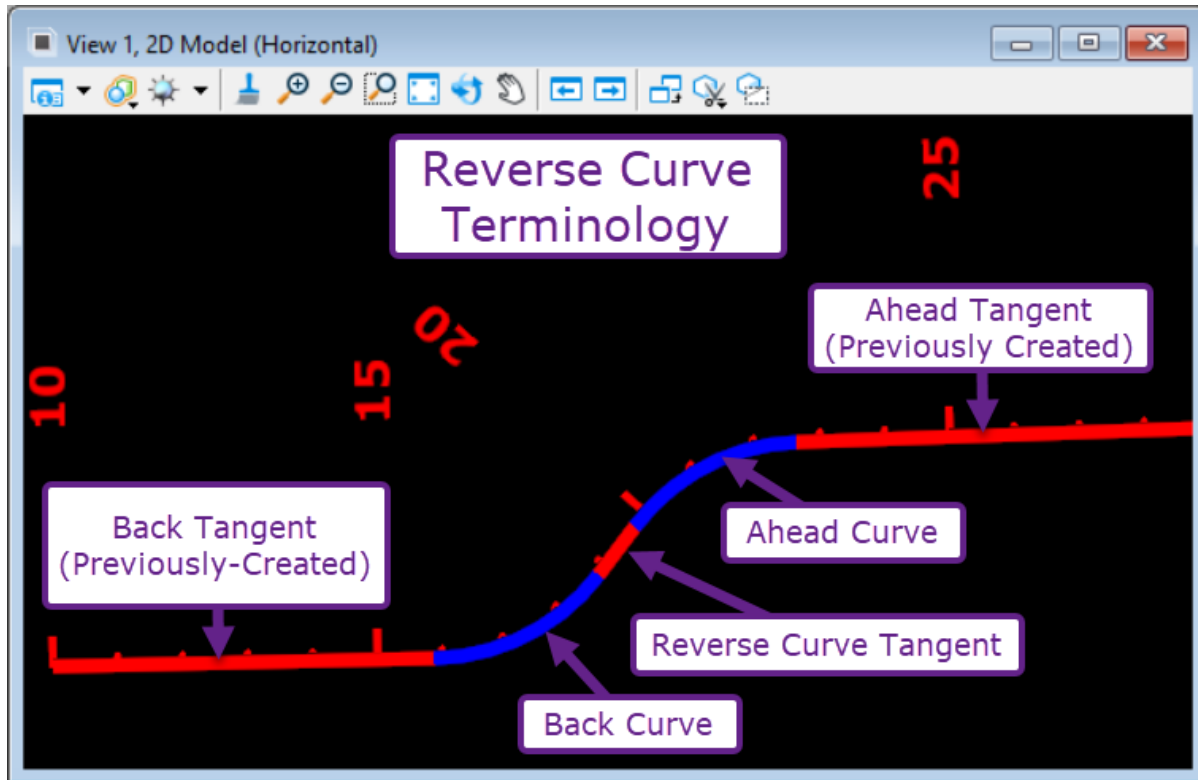 View 1, 2D Model (Horizontal)
Reverse Curve
Terminology
25
Ahead Tangent
(Previously Created)
20
15
10
Back Tangent
(Previously-Created)
Ahead Curve
Reverse Curve Tangent
Back Curve